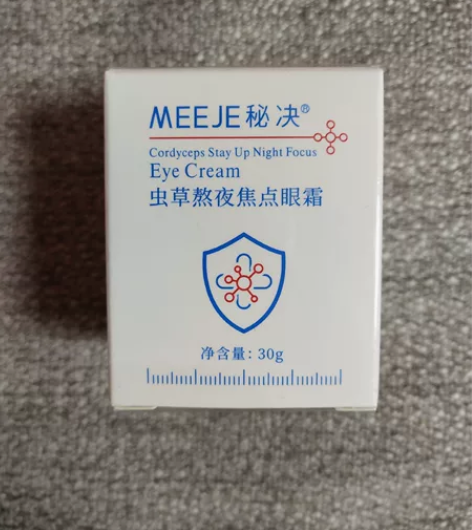 MEEJE秘决®
Cordyceps Stay Up Night Focus
Eye Cream
虫草熬夜焦点眼霜
净含量: 30g